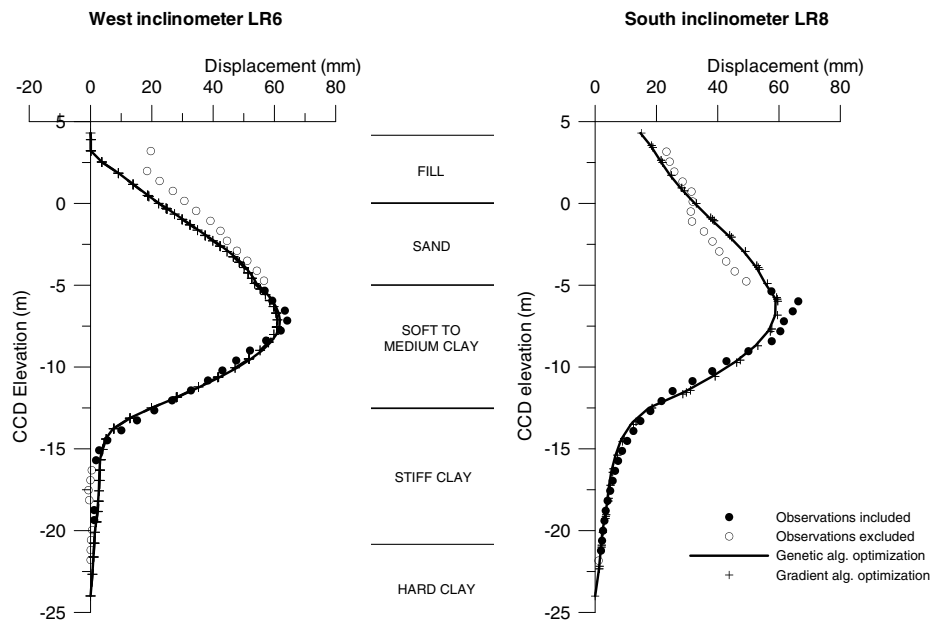 West inclinometer LR6
South inclinometer LR8
Displacement (mm)
-20 0 20 40 60 80
Displacement (mm)
0 20 40 60 80
CCD Elevation (m)
5
0
-5
-10
-15
-20
-25
FILL
SAND
SOFT TO
MEDIUM CLAY
STIFF CLAY
HARD CLAY
CCD elevation (m)
5
0
-5
-10
-15
-20
-25
Observations included
Observations excluded
Genetic alg. optimization
Gradient alg. optimization